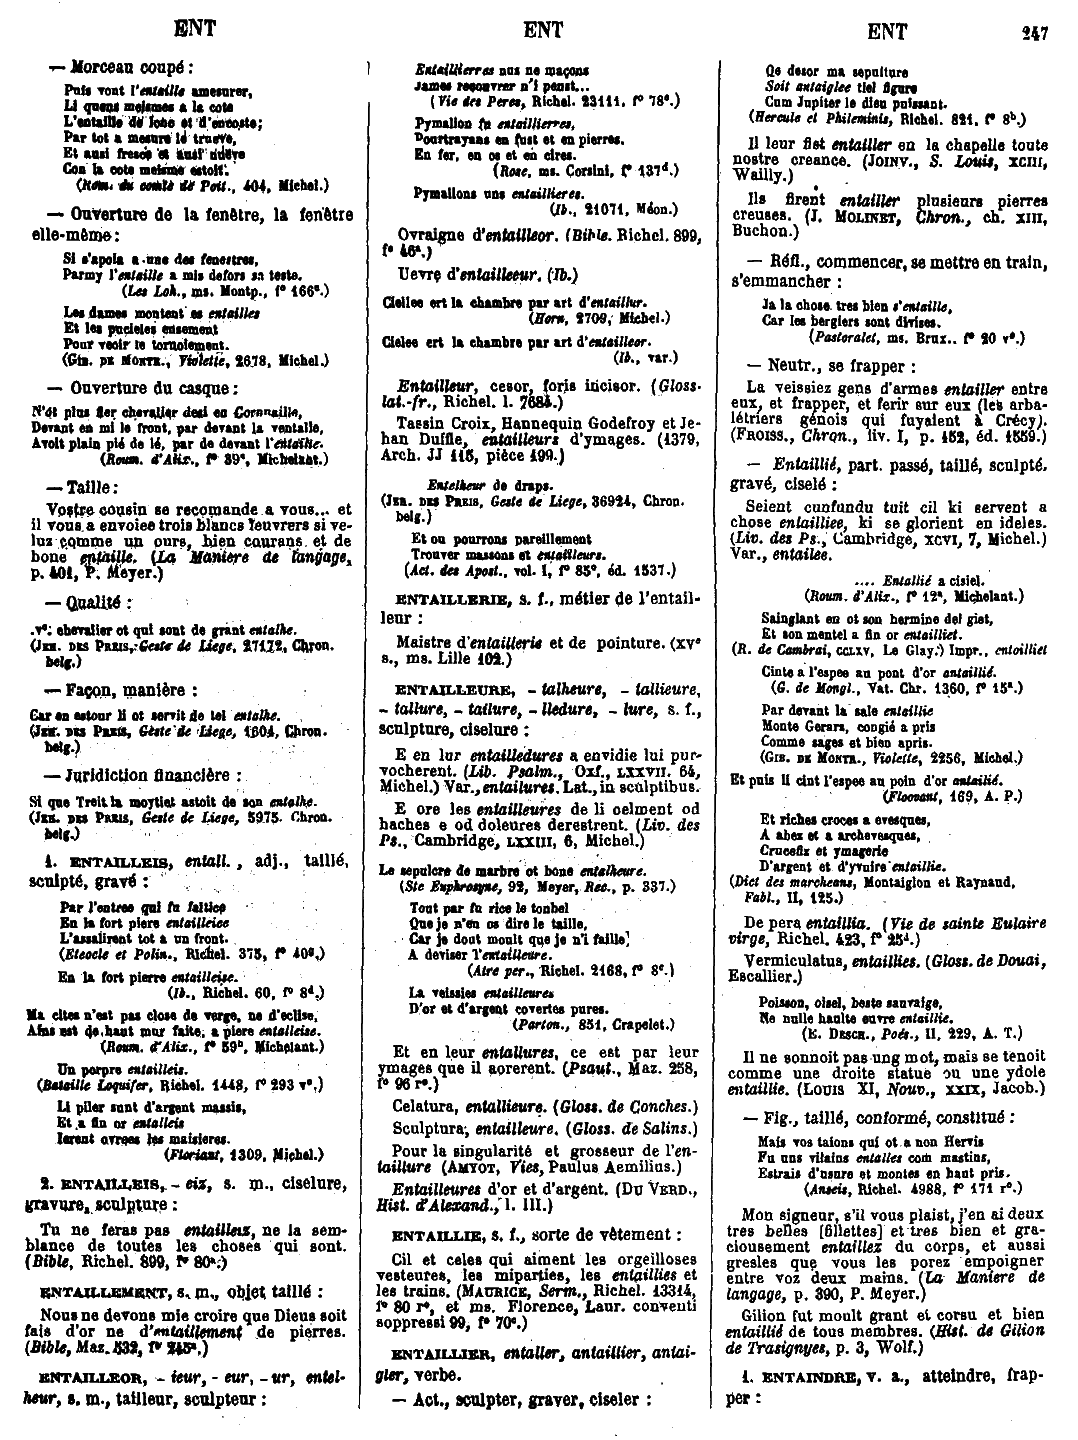 ENT
— Morceau coupé :
Puis vont l'entaille amesurer,
Li quens meismes a la cote
L'entaille de lonc et d'encoste;
Par tot a mesure le trueve,
Et ausi fresce et ausi nueve
Con la cote meisme estoit.
(Rom. du comte de Poit., 404, Michel.)
— Ouverture de la fenêtre, la fenêtre
elle-même :
Si s'apoia a une des fenestres,
Parmy l'entaille a mis defors sa teste.
(Les Loh., ms. Montp., f° 166ª.)
Les dames montent es entailles
Et les puceles ensement
Pour veoir le tornoiement.
(GIB. DE MONTR., Violette, 2678, Michel.)
— Ouverture du casque :
N'ot plus fier chevalier desi en Cornuaille,
Devant en mi le front, par devant la ventaille,
Avoit plain pié de lé, par de devant l'entaille.
(Roum. d'Alix., f° 39ª, Michelant.)
— Taille :
Vostre cousin se recomande a vous... et
il vous a envoiee trois blancs leuvrers si ve-
luz comme un ours, bien courans et de
bone entaille. (La Maniere de langage,
p. 401, P. Meyer.)
— Qualité :
.v^c. chevalier ot qui sont de grant entalhe.
(JEH. DES PREIS, Geste de Liege, 27172, Chron.
belg.)
— Façon, manière :
Car en astour li ot servit de tel entalhe.
(JEH. DES PREIS, Geste de Liege, 1604, Chron.
belg.)
— Juridiction financière :
Si que Treit la moytiet astoit de son entalhe.
(JEH. DES PREIS, Geste de Liege, 5975. Chron.
belg.)
1. ENTAILLEIS, entall. , adj., taillé,
sculpté, gravé :
Par l'entree qui fu faitice
En la fort piere entailleice
L'assalirent tot a un front.
(Eteocle et Polin., Richel. 375, f° 40ª,)
En la fort pierre entailleise.
(Ib., Richel. 60, f° 8ᵈ.)
Ma cites n'est pas close de verge, ne d'eclise,
Ains est de haut mur faite, a piere entalleise.
(Roum. d'Alix., f° 59ᵇ, Michelant.)
Un porpre entailleis.
(Bataille Loquifer, Richel. 1448, f° 293 v°.)
Li piler sunt d'argent massis,
Et a fin or entalleis
Ierent ovrees les maisieres.
(Floriant, 1309, Michel.)
2. ENTAILLEIS, - eiz, s. m., ciselure,
gravure, sculpture :
Tu ne feras pas entailleiz, ne la sem-
blance de toutes les choses qui sont.
(Bible, Richel. 899, f° 80ª.)
ENTAILLEMENT, s. m., objet taillé :
Nous ne devons mie croire que Dieus soit
fais d'or ne d'entaillement de pierres.
(Bible, Maz. 532, f° 245ª.)
ENTAILLEOR, - ieur, - eur, - ur, entel-
heur, s. m., tailleur, sculpteur :
ENT
Entaillierres nus ne maçons
James recouvrer n'i peust...
(Vie des Peres, Richel. 23111, f° 78ª.)
Pymalion fu entaillierres,
Pourtrayans en fust et en pierres.
En fer, en os et en cires.
(Rose, ms. Corsini, f° 137ᵈ.)
Pymalions uns entaillieres.
(Ib., 21071, Méon.)
Ovraigne d'entailleor. (Bible. Richel. 899,
f° 46ª.)
Uevre d'entailleeur. (Ib.)
Cielee ert la chambre par art d'entaillur.
(Horn, 2709, Michel.)
Cielee ert la chambre par art d'entailleor.
(Ib., var.)
Entailleur, cesor, foris incisor. (Gloss.
lat.-fr., Richel. l. 7684.)
Tassin Croix, Hannequin Godefroy et Je-
han Duffle, entailleurs d'ymages. (1379,
Arch. JJ 115, pièce 199.)
Entelheur de draps.
(JEH. DES PREIS, Geste de Liege, 36924, Chron.
belg.)
Et ou pourrons pareillement
Trouver massons et entailleurs.
(Act. des Apost., vol. I, f° 85ᶜ, éd. 1537.)
ENTAILLERIE, s. f., métier de l'entail-
leur :
Maistre d'entaillerie et de pointure. (XV^e
s., ms. Lille 102.)
ENTAILLEURE, - talheure, - tallieure,
- tallure, - tailure, - lledure, - lure, s. f.,
sculpture, ciselure :
E en lur entailledures a envidie lui pur-
vocherent. (Lib. Psalm., Oxf., LXXVII. 64,
Michel.) Var., entailures. Lat., in sculptibus.
E ore les entailleures de li oelment od
haches e od doleures derestrent. (Liv. des
Ps., Cambridge, LXXIII, 6, Michel.)
Le sepulcre de marbre ot bone entalheure.
(Ste Euphrosyne, 92, Meyer, Rec., p. 337.)
Tout par fu rice le tonbel
Que je n'en os dire le taille,
Car je dout moult que je n'i faille
A deviser l'entailleure.
(Atre per., Richel. 2168, f° 8ᶜ.)
La veissies entailleures
D'or et d'argent covertes pures.
(Parton., 851, Crapelet.)
Et en leur entallures, ce est par leur
ymages que il aorerent. (Psaut., Maz. 258,
f° 96 r°.)
Celatura, entallieure. (Gloss. de Conches.)
Sculptura, entailleure. (Gloss. de Salins.)
Pour la singularité et grosseur de l'en-
tailture (AMYOT, Vies, Paulus Aemilius.)
Entailleures d'or et d'argent. (DU VERD.,
Hist. d'Alexand., l. III.)
ENTAILLIE, s. f., sorte de vêtement :
Cil et celes qui aiment les orgeilloses
vesteures, les miparties, les entaillies et
les trains. (MAURICE, Serm., Richel. 13314,
f° 80 r°, et ms. Florence, Laur. conventi
soppressi 99, f° 70ᶜ.)
ENTAILLIER, entaller, antaillier, antai-
gler, verbe.
— Act., sculpter, graver, ciseler :
ENT
247
Qe desor ma sepulture
Soit antaiglee tiel figure
Cum Jupiter le dieu puissant.
(Hercule et Phileminis, Richel. 821, f° 8ᵇ.)
Il leur fist entailler en la chapelle toute
nostre creance. (JOINV., S. Louis, XCIII,
Wailly.)
Ils firent entailler plusieurs pierres
creuses. (J. MOLINET, Chron., ch. XIII,
Buchon.)
— Réfl., commencer, se mettre en train,
s'emmancher :
Ja la chose tres bien s'entaille,
Car les bergiers sont divises.
(Pastoralet, ms. Brux., f° 20 v°.)
— Neutr., se frapper :
La veissiez gens d'armes entailler entre
eux, et frapper, et ferir sur eux (les arba-
létriers génois qui fuyaient à Crécy).
(FROISS., Chron., liv. I, p. 152, éd. 1559.)
— Entaillié, part. passé, taillé, sculpté,
gravé, ciselé :
Seient cunfundu tuit cil ki servent a
chose entailliee, ki se glorient en ideles.
(Liv. des Ps., Cambridge, XCVI, 7, Michel.)
Var., entailee.
.... Entallié a cisiel.
(Roum. d'Alix., f° 12ª, Michelant.)
Sainglant en ot son hermine del giet,
Et son mentel a fin or entailliet.
(R. de Cambrai, CCLXV, Le Glay.) Impr., entoilliet
Cinte a l'espee au pont d'or antaillié.
(G. de Mongl., Vat. Chr. 1360, f° 15ª.)
Par devant la sale entaillie
Monte Gerars, congié a pris
Comme sages et bien apris.
(GIB. DE MONTR., Violette, 2256, Michel.)
Et puis li cint l'espee au poin d'or antailié.
(Floovant, 169, A. P.)
Et riches croces a evesques,
A abez et a archevesques,
Crucefix et ymagerie
D'argent et d'yvuire entaillie.
(Dict des marcheans, Montaiglon et Raynaud,
Fabl., II, 125.)
De pera entaillia. (Vie de sainte Eulaire
virge, Richel. 423, f° 25ᵈ.)
Vermiculatus, entaillies. (Gloss. de Douai,
Escallier.)
Poisson, oisel, beste sauvaige,
Ne nulle haulte euvre entaillie.
(E. DESCH., Poés., II, 229, A. T.)
Il ne sonnoit pas ung mot, mais se tenoit
comme une droite statue ou une ydole
entaillie. (LOUIS XI, Nouv., XXIX, Jacob.)
— Fig., taillé, conformé, constitué :
Mais vos taions qui ot a non Hervis
Fu uns vilains entalles com mastins,
Estrais d'usure et montes en haut pris.
(Anseis, Richel. 4988, f° 171 r°.)
Mon signeur, s'il vous plaist, j'en ai deux
tres belles [fillettes] et tres bien et gra-
ciousement entaillez du corps, et aussi
gresles que vous les porez empoigner
entre voz deux mains. (La Maniere de
langage, p. 390, P. Meyer.)
Gilion fut moult grant et corsu et bien
entaillié de tous membres. (Hist. de Gilion
de Trasignyes, p. 3, Wolf.)
1. ENTAINDRE, v. a., atteindre, frap-
per :